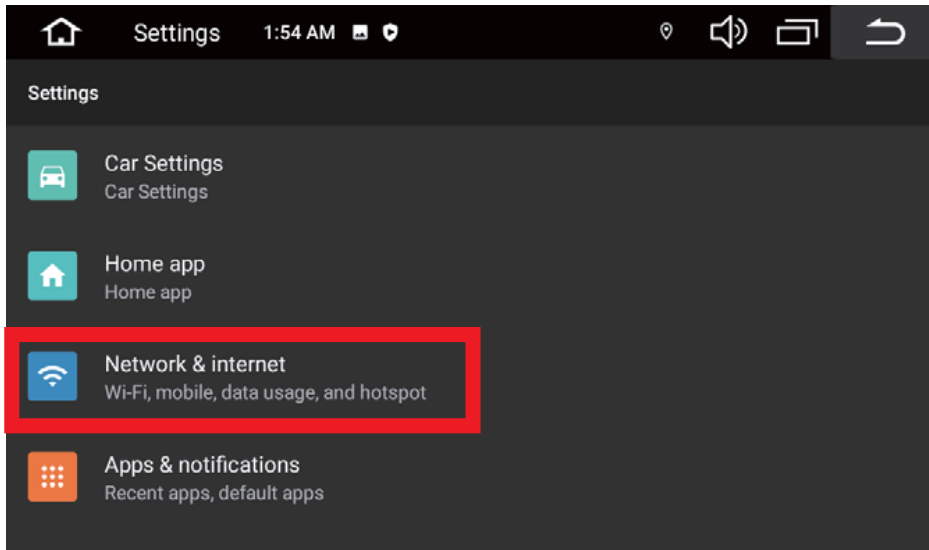 Settings 1:54 AM
Settings
Car Settings
Car Settings
Home app
Home app
Network & internet
Wi-Fi, mobile, data usage, and hotspot
Apps & notifications
Recent apps, default apps